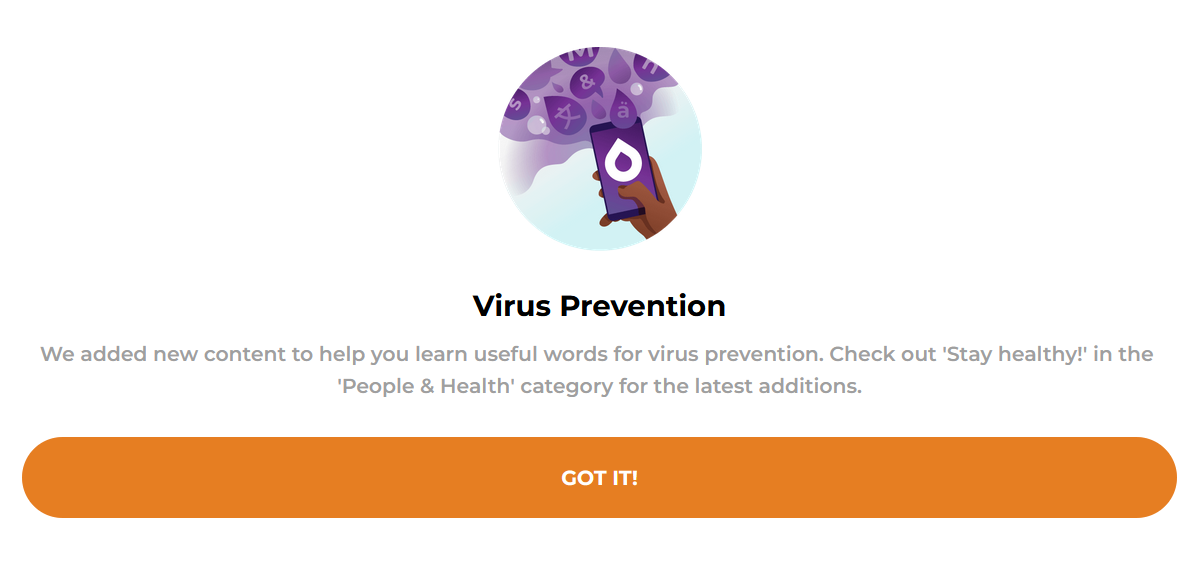 M
n
&
s
文
ä
Virus Prevention
We added new content to help you learn useful words for virus prevention. Check out 'Stay healthy!' in the
'People & Health' category for the latest additions.
GOT IT!